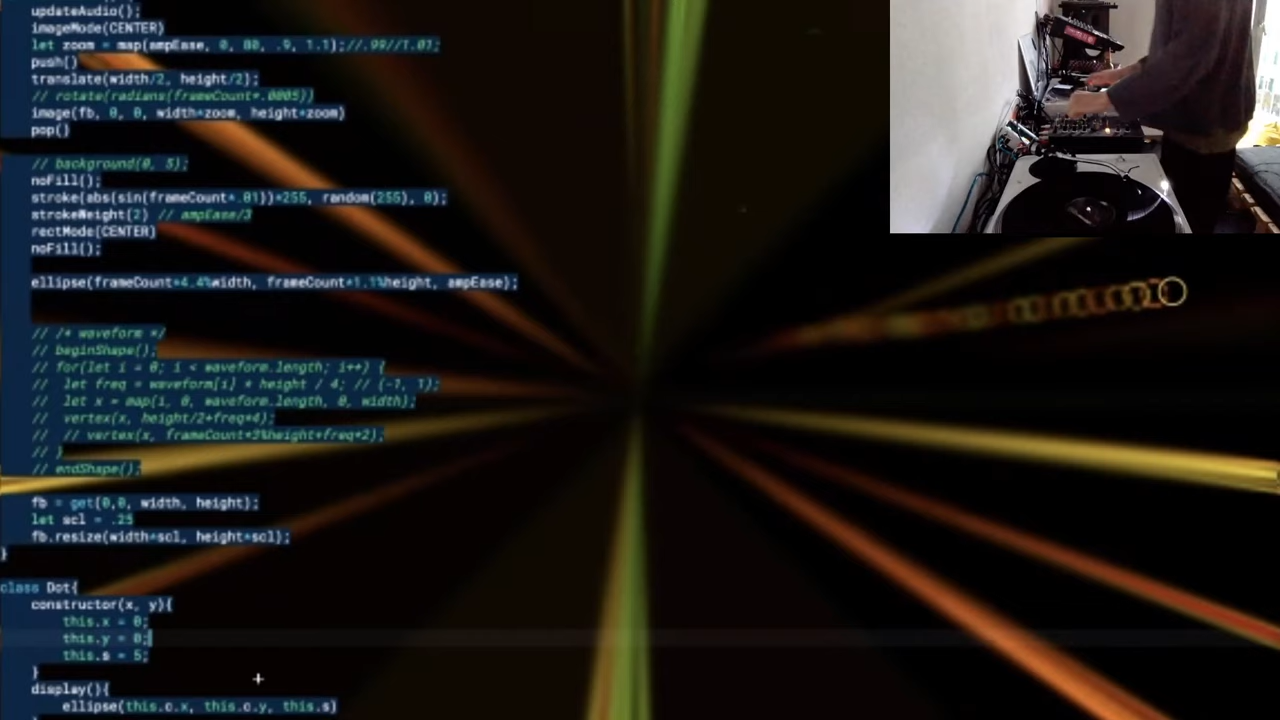 updateAudio();
imageMode(CENTER)
let zoom = map(ampEase, 0, 80, .9, 1.1);//.99//1.01;
push()
translate(width/2, height/2);
// rotate(radians(frameCount*.0005))
image(fb, 0, 0, width*zoom, height*zoom)
pop()
// background(0, 5);
noFill();
stroke(abs(sin(frameCount*.01))*255, random(255), 0);
strokeWeight(2) // ampEase/3
rectMode(CENTER)
noFill();
ellipse(frameCount*4.4%width, frameCount*1.1%height, ampEase);
// /* waveform */
// beginShape();
// for(let i = 0; i < waveform.length; i++) {
// let freq = waveform[i] * height / 4; // (-1, 1);
// let x = map(i, 0, waveform.length, 0, width);
// vertex(x, height/2+freq*4);
// // vertex(x, frameCount*3%height+freq*2);
// }
// endShape();
fb = get(0,0, width, height);
let scl = .25
fb.resize(width*scl, height*scl);
}
class Dot{
constructor(x, y){
this.x = 0;
this.y = 0;
this.s = 5;
}
display(){
ellipse(this.o.x, this.o.y, this.s)